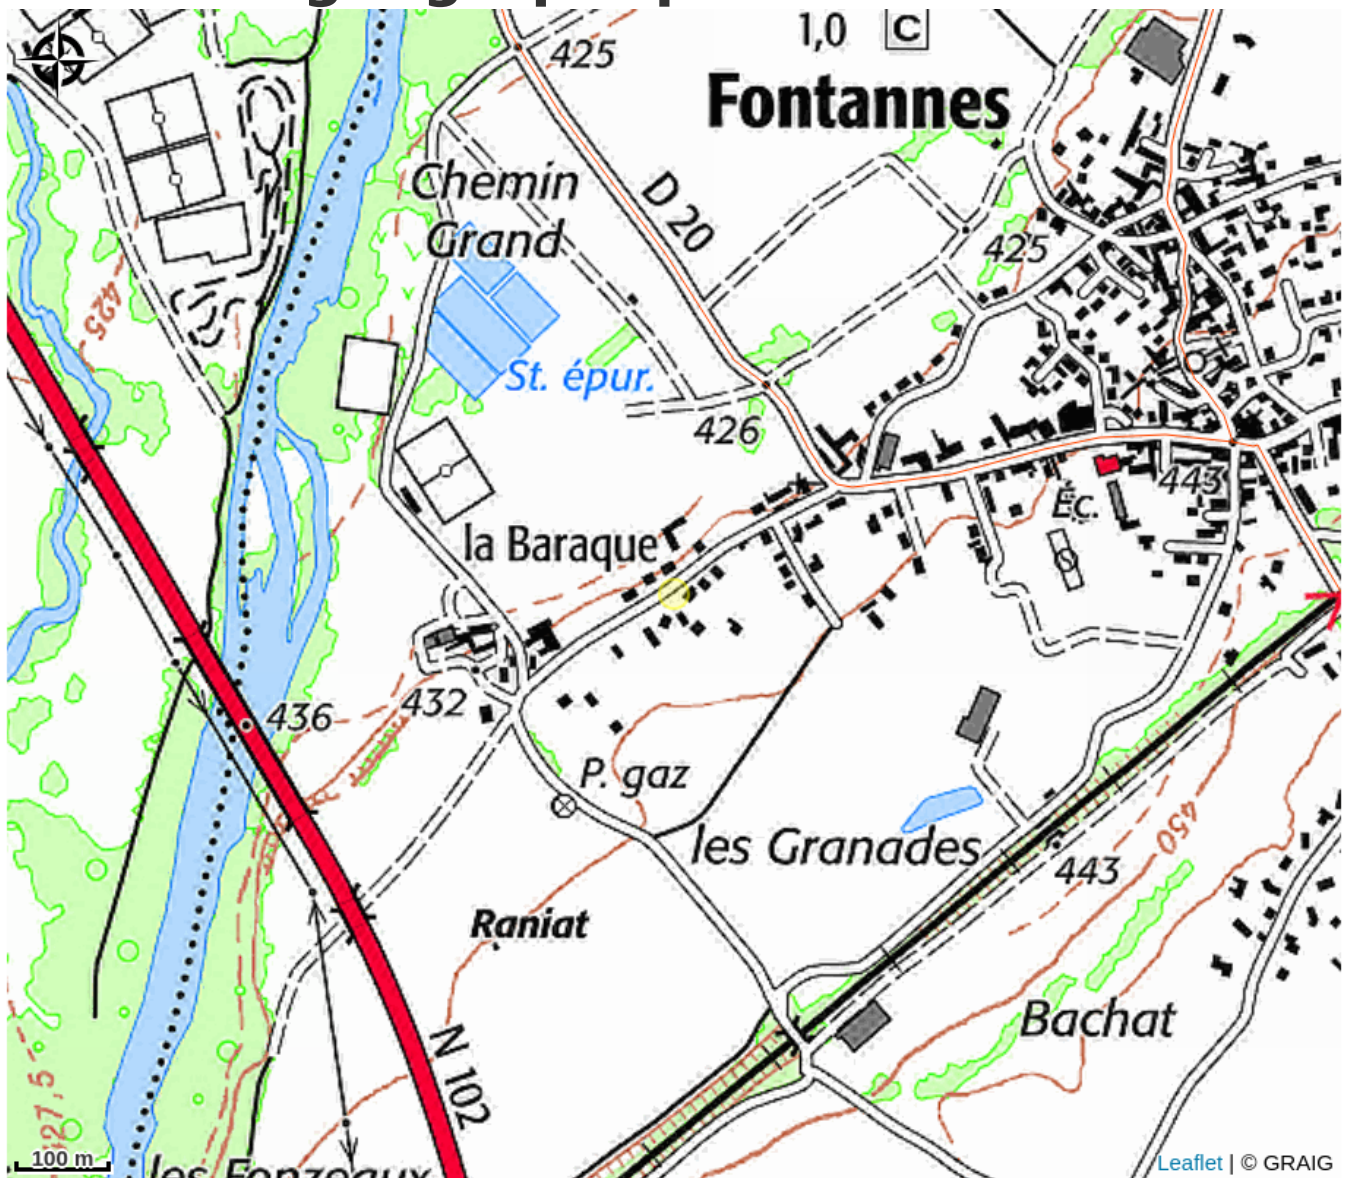 425
1,0 C
Fontannes
Chemin
Grand
D 20
425
425
St. épur.
426
443
Éc.
la Baraque
432
436
P. gaz
les Granades
443
450
Raniat
Bachat
N 102
427,5
100 m
Leaflet | © GRAIG